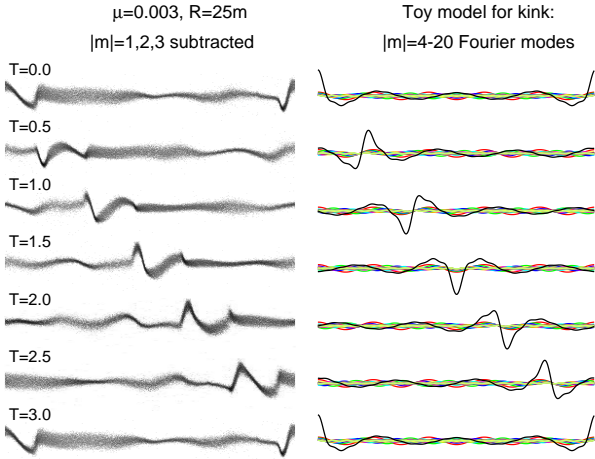 μ=0.003, R=25m
|m|=1,2,3 subtracted
Toy model for kink:
|m|=4-20 Fourier modes
T=0.0
T=0.5
T=1.0
T=1.5
T=2.0
T=2.5
T=3.0